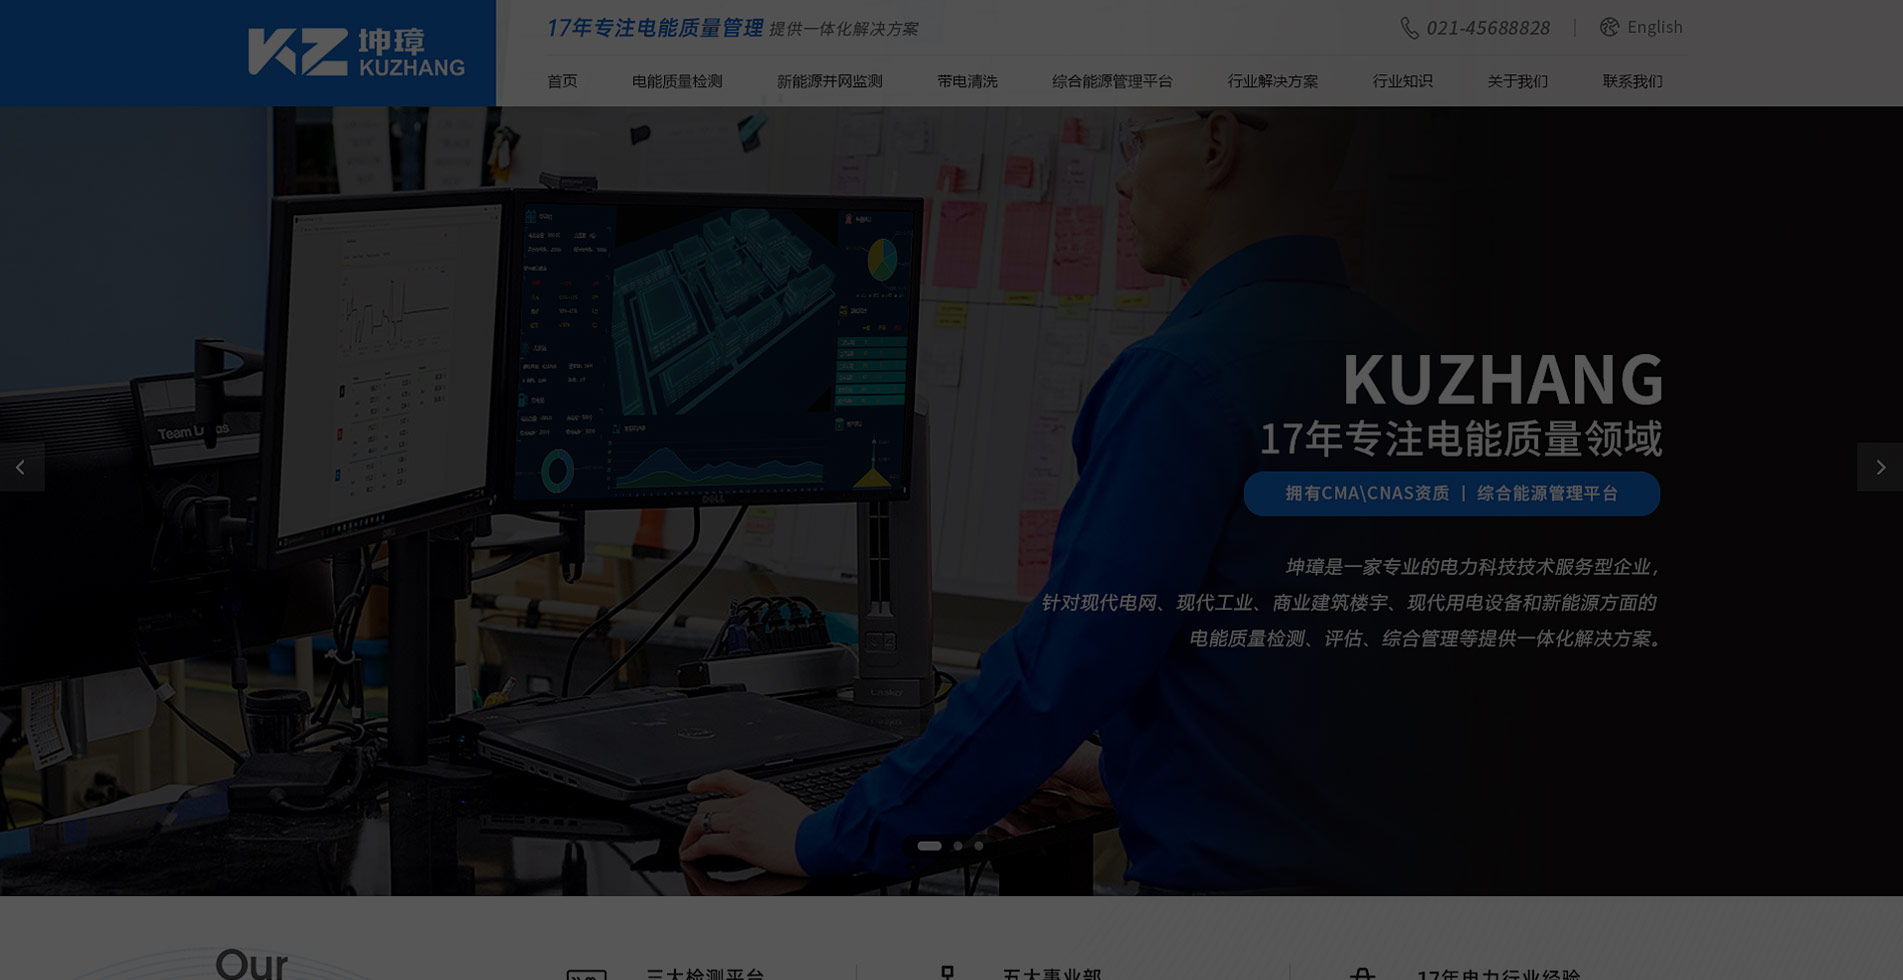 KZ 坤璋
KUZHANG
17年专注电能质量管理 提供一体化解决方案
021-45688828 | English
首页 电能质量检测 新能源并网监测 带电清洗 综合能源管理平台 行业解决方案 行业知识 关于我们 联系我们
KUZHANG
17年专注电能质量领域
拥有CMA\CNAS资质 | 综合能源管理平台
坤璋是一家专业的电力科技技术服务型企业,
针对现代电网、现代工业、商业建筑楼宇、现代用电设备和新能源方面的
电能质量检测、评估、综合管理等提供一体化解决方案。
DELL
Lasko
Our
三大检测平台
五大事业部
17年电力行业经验